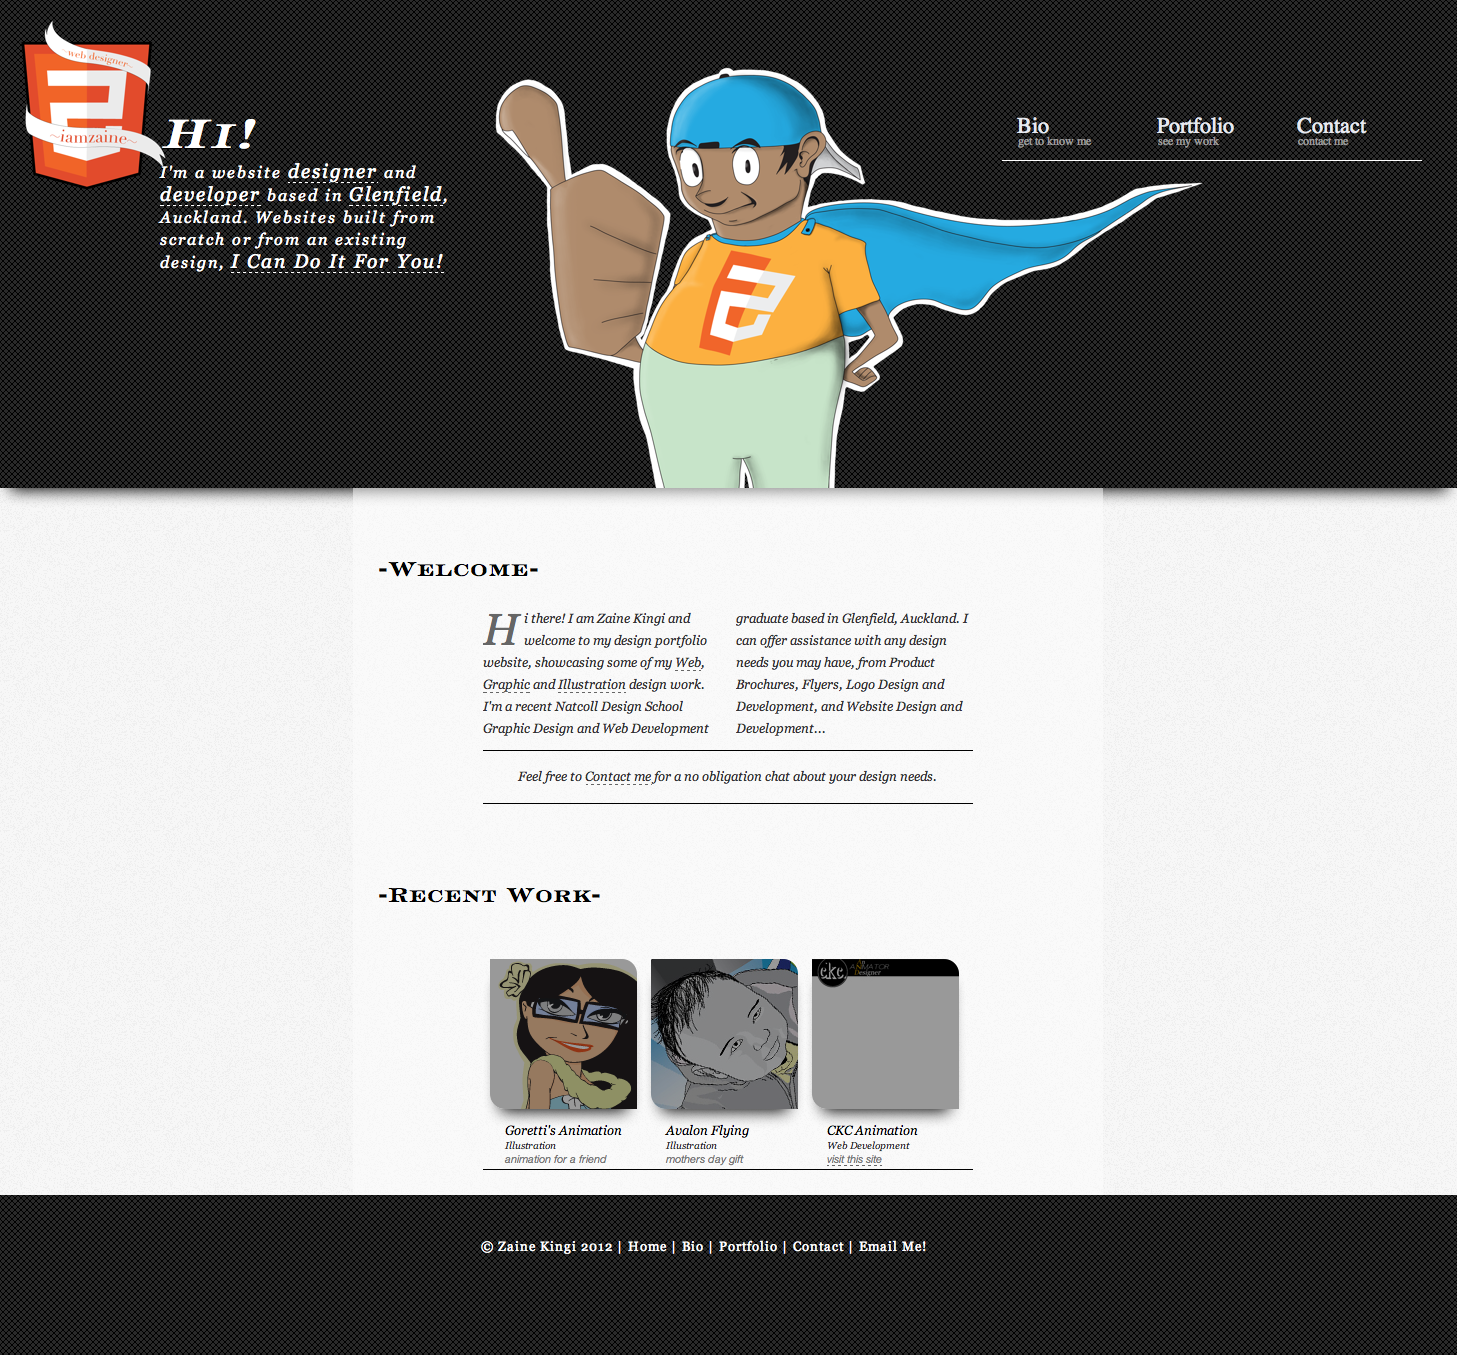 ~web designer~
~iamzaine~
Hi!
I'm a website designer and
developer based in Glenfield,
Auckland. Websites built from
scratch or from an existing
design, I Can Do It For You!
Bio
get to know me
Portfolio
see my work
Contact
contact me
-Welcome-
Hi there! I am Zaine Kingi and
welcome to my design portfolio
website, showcasing some of my Web,
Graphic and Illustration design work.
I'm a recent Natcoll Design School
Graphic Design and Web Development
graduate based in Glenfield, Auckland. I
can offer assistance with any design
needs you may have, from Product
Brochures, Flyers, Logo Design and
Development, and Website Design and
Development...
Feel free to Contact me for a no obligation chat about your design needs.
-Recent Work-
ckc
ANIMATOR
Designer
Goretti's Animation
Illustration
animation for a friend
Avalon Flying
Illustration
mothers day gift
CKC Animation
Web Development
visit this site
© Zaine Kingi 2012 | Home | Bio | Portfolio | Contact | Email Me!